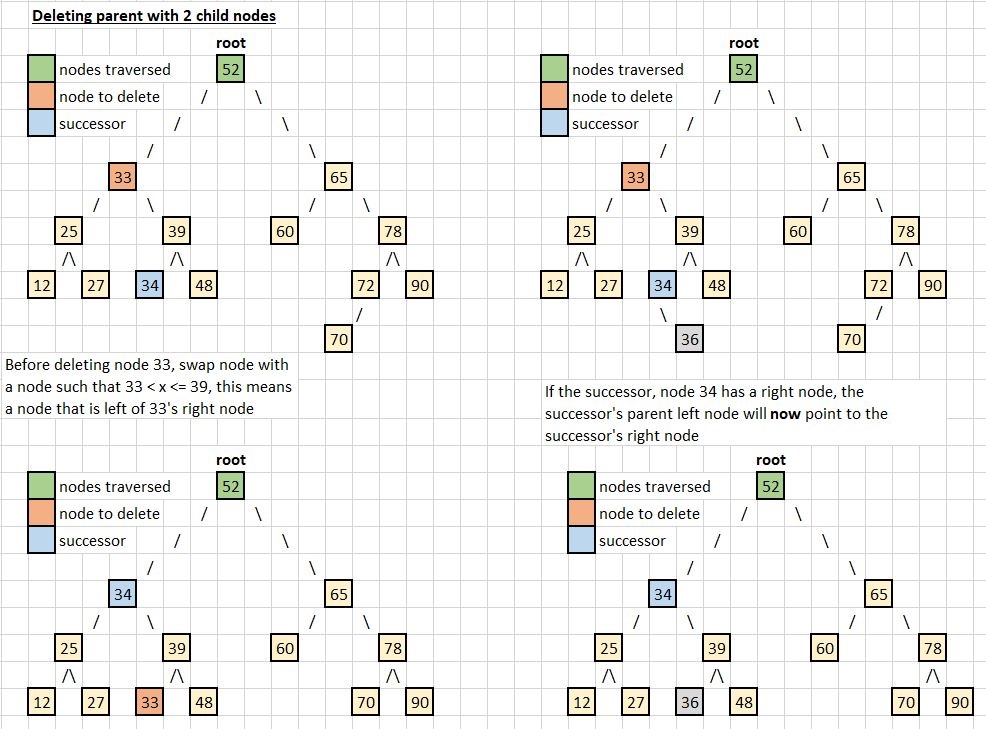 Deleting parent with 2 child nodes
root
nodes traversed 52
node to delete / \
successor / \
/ \
33 65
/ \ / \
25 39 60 78
/\ /\ /\
12 27 34 48 72 90
/
70
Before deleting node 33, swap node with
a node such that 33 < x <= 39, this means
a node that is left of 33's right node
root
nodes traversed 52
node to delete / \
successor / \
/ \
33 65
/ \ / \
25 39 60 78
/\ /\ /\
12 27 34 48 72 90
\ /
36 70
If the successor, node 34 has a right node, the
successor's parent left node will now point to the
successor's right node
root
nodes traversed 52
node to delete / \
successor / \
/ \
34 65
/ \ / \
25 39 60 78
/\ /\ /\
12 27 33 48 70 90
root
nodes traversed 52
node to delete / \
successor / \
/ \
34 65
/ \ / \
25 39 60 78
/\ /\ /\
12 27 36 48 70 90